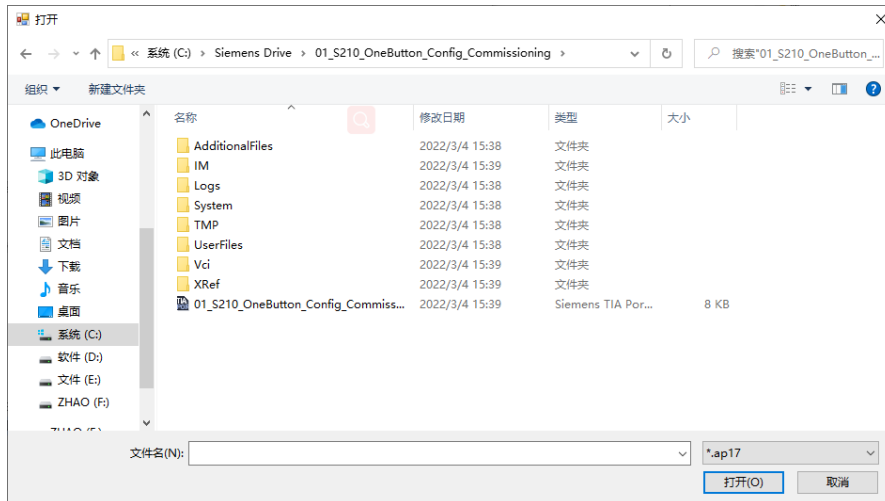 打开
« 系统 (C:) › Siemens Drive › 01_S210_OneButton_Config_Commissioning ›
搜索"01_S210_OneButton_...
组织 新建文件夹
名称 修改日期 类型 大小
OneDrive
此电脑
3D 对象
视频
图片
文档
下载
音乐
桌面
系统 (C:)
软件 (D:)
文件 (E:)
ZHAO (F:)
AdditionalFiles 2022/3/4 15:38 文件夹
IM 2022/3/4 15:39 文件夹
Logs 2022/3/4 15:38 文件夹
System 2022/3/4 15:38 文件夹
TMP 2022/3/4 15:38 文件夹
UserFiles 2022/3/4 15:38 文件夹
Vci 2022/3/4 15:39 文件夹
XRef 2022/3/4 15:39 文件夹
01_S210_OneButton_Config_Commiss... 2022/3/4 15:39 Siemens TIA Por... 8 KB
文件名(N): *.ap17
打开(O) 取消